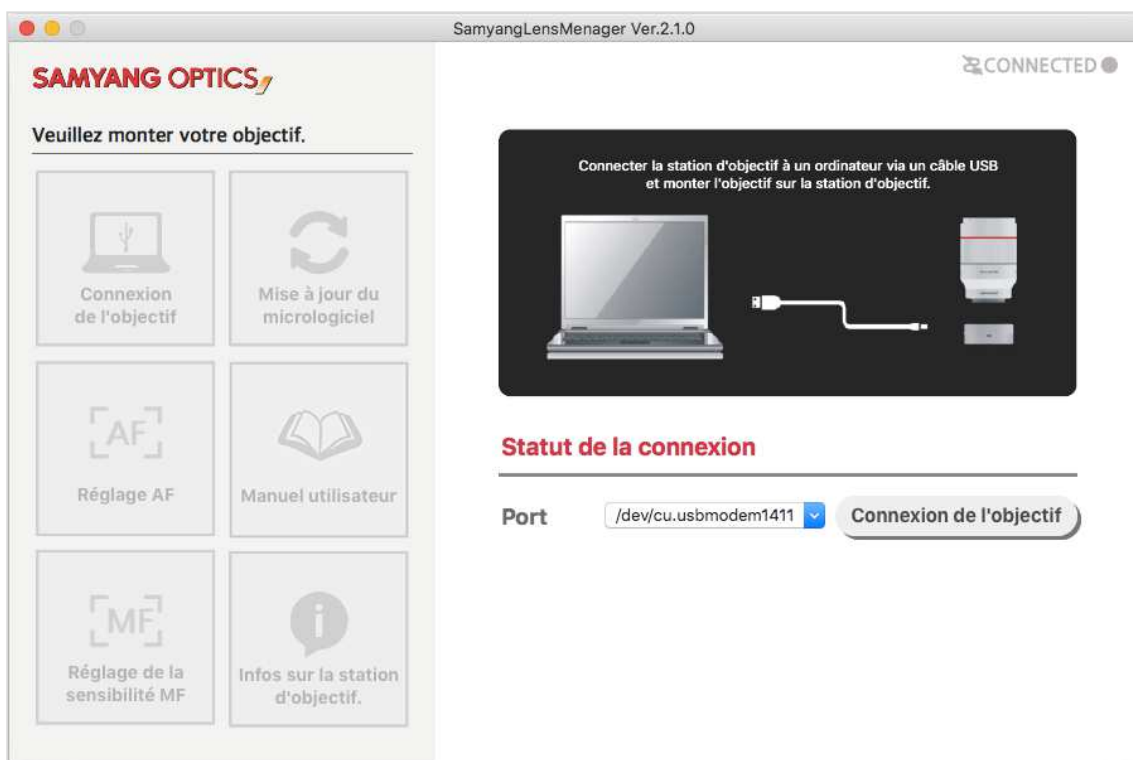 SamyangLensMenager Ver.2.1.0
SAMYANG OPTICS
CONNECTED
Veuillez monter votre objectif.
Connexion
de l'objectif
Mise à jour du
micrologiciel
Réglage AF
AF
Manuel utilisateur
MF
Réglage de la
sensibilité MF
Infos sur la station
d'objectif.
Connecter la station d'objectif à un ordinateur via un câble USB
et monter l'objectif sur la station d'objectif.
Statut de la connexion
Port
/dev/cu.usbmodem1411
Connexion de l'objectif